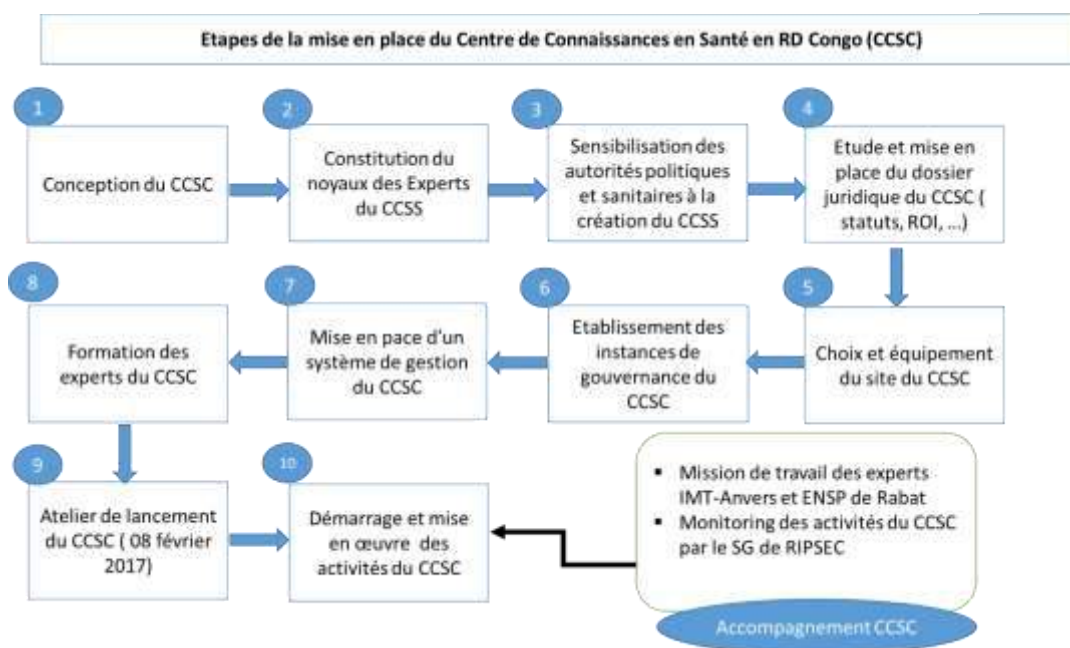 Etapes de la mise en place du Centre de Connaissances en Santé en RD Congo (CCSC)
1
Conception du CCSC
2
Constitution du
noyaux des Experts
du CCSS
3
Sensibilisation des
autorités politiques
et sanitaires à la
création du CCSS
4
Etude et mise en
place du dossier
juridique du CCSC (
statuts, ROI, ...)
5
Choix et équipement
du site du CCSC
6
Etablissement des
instances de
gouvernance du
CCSC
7
Mise en pace d'un
système de gestion
du CCSC
8
Formation des
experts du CCSC
9
Atelier de lancement
du CCSC ( 08 février
2017)
10
Démarrage et mise
en œuvre des
activités du CCSC
▪ Mission de travail des experts
IMT-Anvers et ENSP de Rabat
▪ Monitoring des activités du CCSC
par le SG de RIPSEC
Accompagnement CCSC